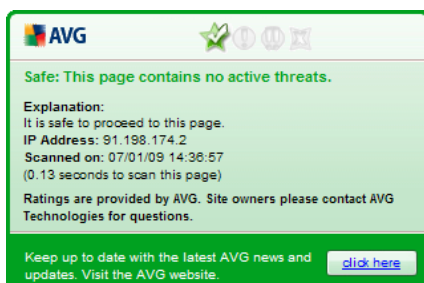 AVG
Safe: This page contains no active threats.
Explanation:
It is safe to proceed to this page.
IP Address: 91.198.174.2
Scanned on: 07/01/09 14:36:57
(0.13 seconds to scan this page)
Ratings are provided by AVG. Site owners please contact AVG
Technologies for questions.
Keep up to date with the latest AVG news and
updates. Visit the AVG website.
click here